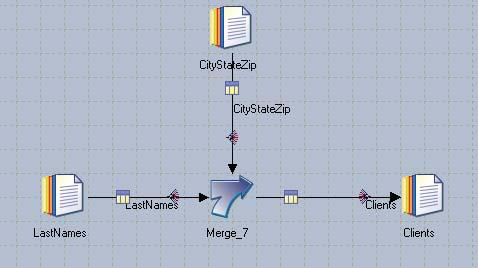 CityStateZip
CityStateZip
LastNames
Clients
LastNames
Merge_7
Clients